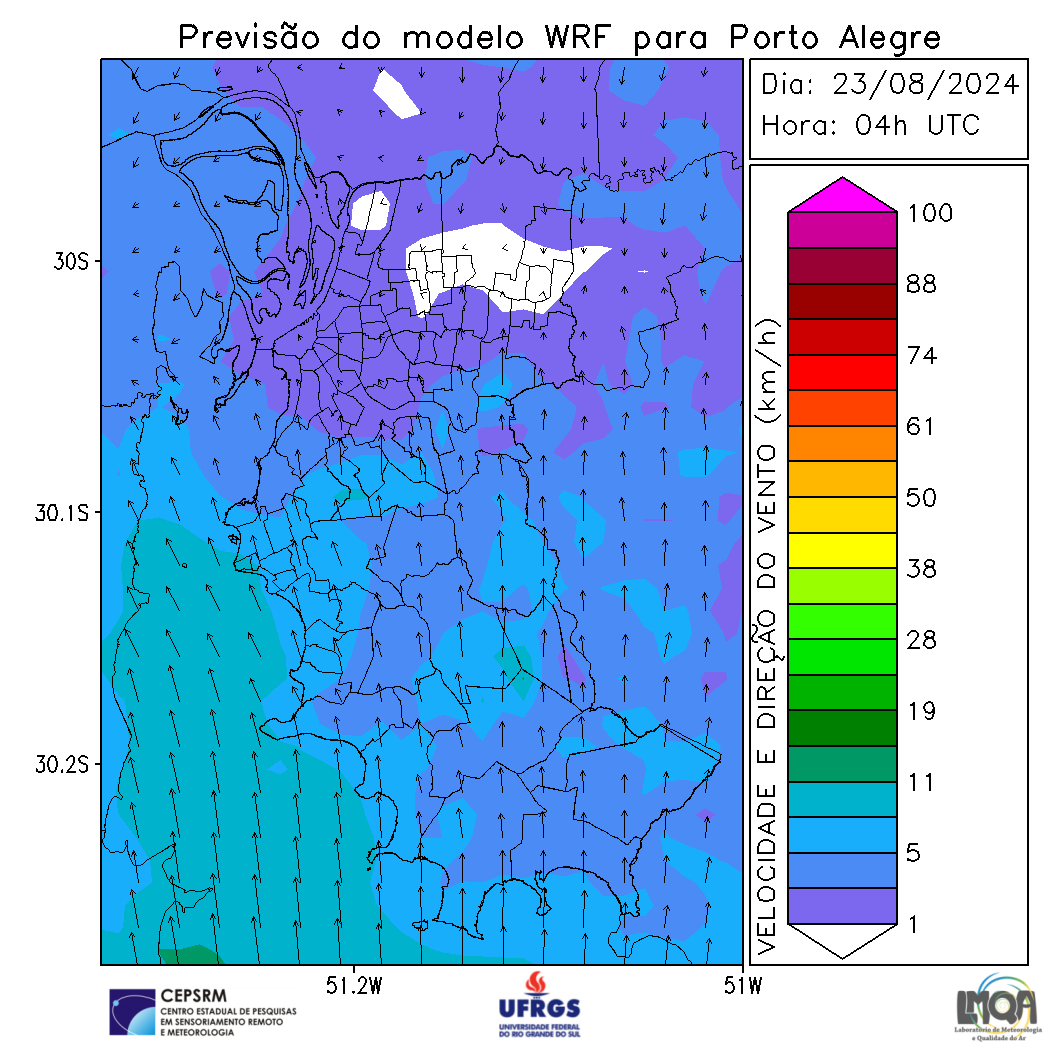 Previsão do modelo WRF para Porto Alegre
Dia: 23/08/2024
Hora: 04h UTC
30S
30.1S
30.2S
51.2W
51W
VELOCIDADE E DIREÇÃO DO VENTO (km/h)
100
88
74
61
50
38
28
19
11
5
1
CEPSRM
CENTRO ESTADUAL DE PESQUISAS
EM SENSORIAMENTO REMOTO
E METEOROLOGIA
UFRGS
UNIVERSIDADE FEDERAL
DO RIO GRANDE DO SUL
LMQA
Laboratório de Meteorologia
e Qualidade do Ar